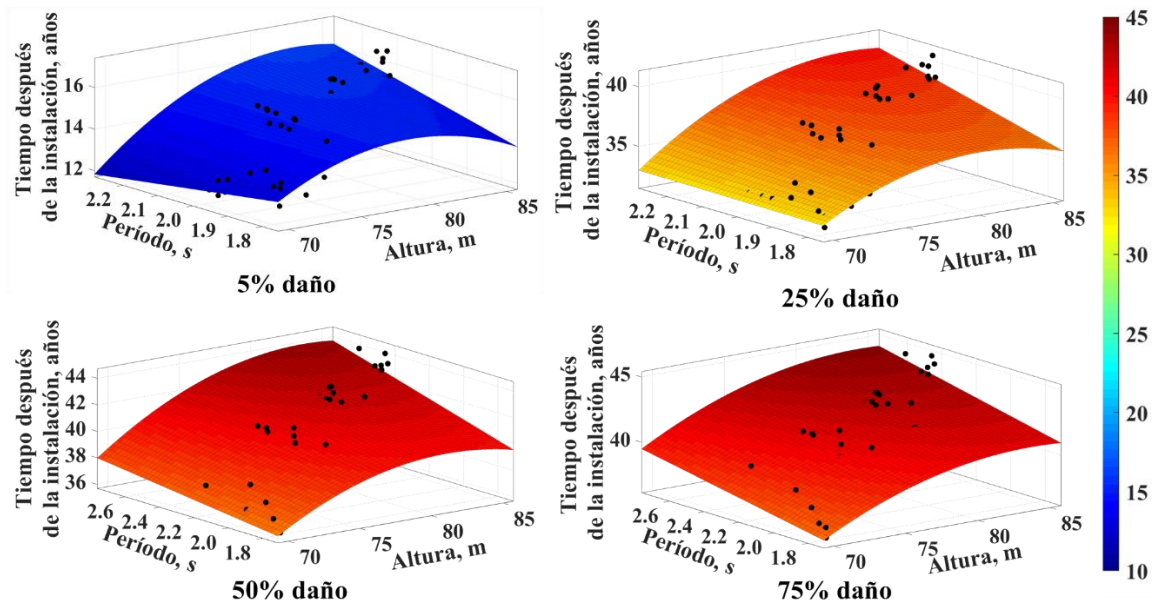 Tiempo después
de la instalación, años
16
14
12
2.2
2.1
2.0
1.9
1.8
Período, s
70
75
80
85
Altura, m
5% daño
Tiempo después
de la instalación, años
40
35
2.2
2.1
2.0
1.9
1.8
Período, s
70
75
80
85
Altura, m
25% daño
Tiempo después
de la instalación, años
44
42
40
38
36
2.6
2.4
2.2
2.0
1.8
Período, s
70
75
80
85
Altura, m
50% daño
Tiempo después
de la instalación, años
45
40
2.6
2.4
2.2
2.0
1.8
Período, s
70
75
80
85
Altura, m
75% daño
45
40
35
30
25
20
15
10